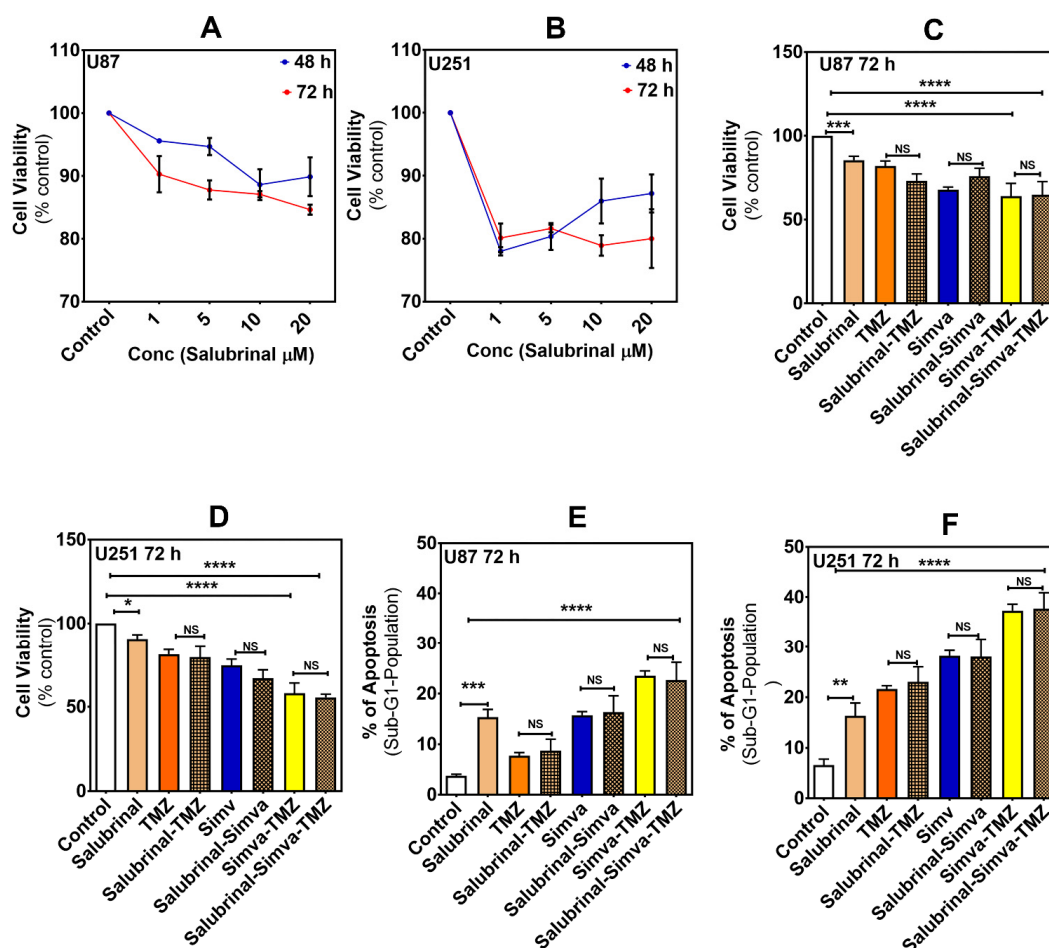 A
110
100
90
80
70
U87
48 h
72 h
Cell Viability
(% control)
Control
1
5
10
20
Conc (Salubrinal μM)
B
110
100
90
80
70
U251
48 h
72 h
Cell Viability
(% control)
Control
1
5
10
20
Conc (Salubrinal μM)
C
150
100
50
0
U87 72 h
****
****
***
NS
NS
NS
Cell Viability
(% control)
Control
Salubrinal
TMZ
Salubrinal-TMZ
Simva
Salubrinal-Simva
Simva-TMZ
Salubrinal-Simva-TMZ
D
150
100
50
0
U251 72 h
****
****
*
NS
NS
NS
Cell Viability
(% control)
Control
Salubrinal
TMZ
Salubrinal-TMZ
Simv
Salubrinal-Simva
Simva-TMZ
Salubrinal-Simva-TMZ
E
50
40
30
20
10
0
U87 72 h
****
***
NS
NS
NS
% of Apoptosis
(Sub-G1-Population)
Control
Salubrinal
TMZ
Salubrinal-TMZ
Simva
Salubrinal-Simva
Simva-TMZ
Salubrinal-Simva-TMZ
F
50
40
30
20
10
0
U251 72 h
****
**
NS
NS
NS
% of Apoptosis
(Sub-G1-Population
)
Control
Salubrinal
TMZ
Salubrinal-TMZ
Simv
Salubrinal-Simva
Simva-TMZ
Salubrinal-Simva-TMZ